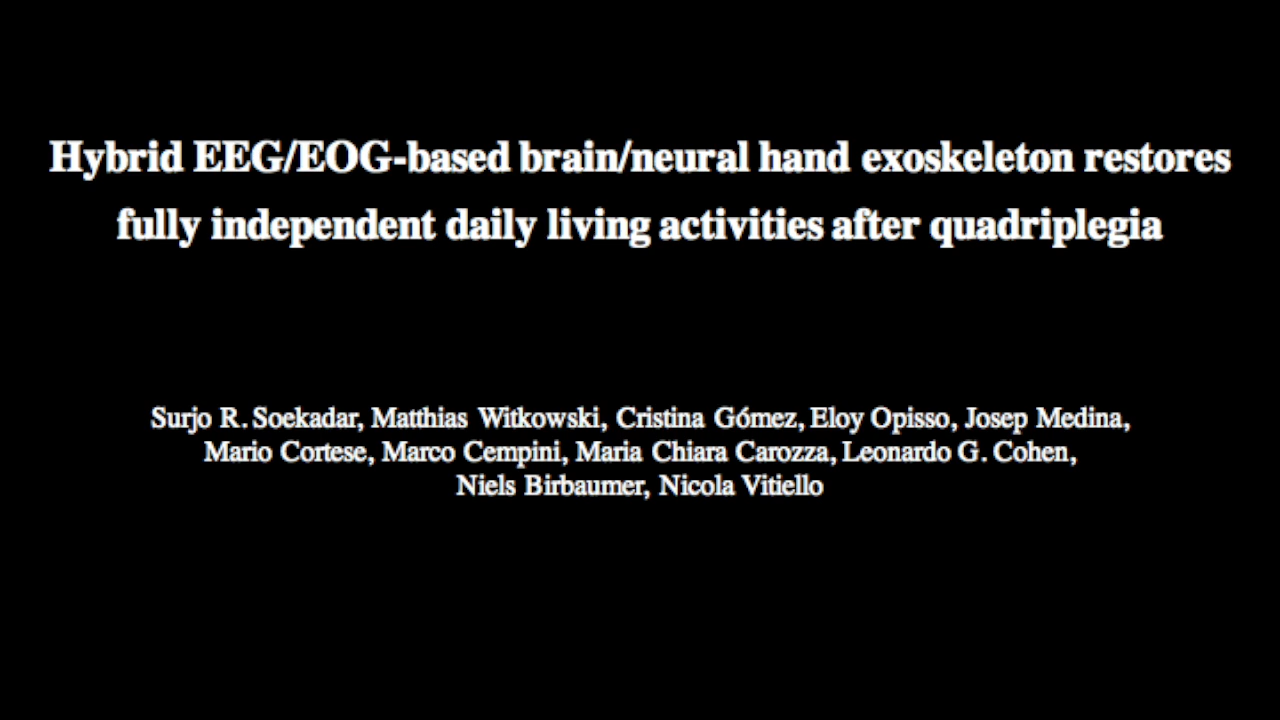 Hybrid EEG/EOG-based brain/neural hand exoskeleton restores
fully independent daily living activities after quadriplegia
Surjo R. Soekadar, Matthias Witkowski, Cristina Gómez, Eloy Opisso, Josep Medina,
Mario Cortese, Marco Cempini, Maria Chiara Carozza, Leonardo G. Cohen,
Niels Birbaumer, Nicola Vitiello